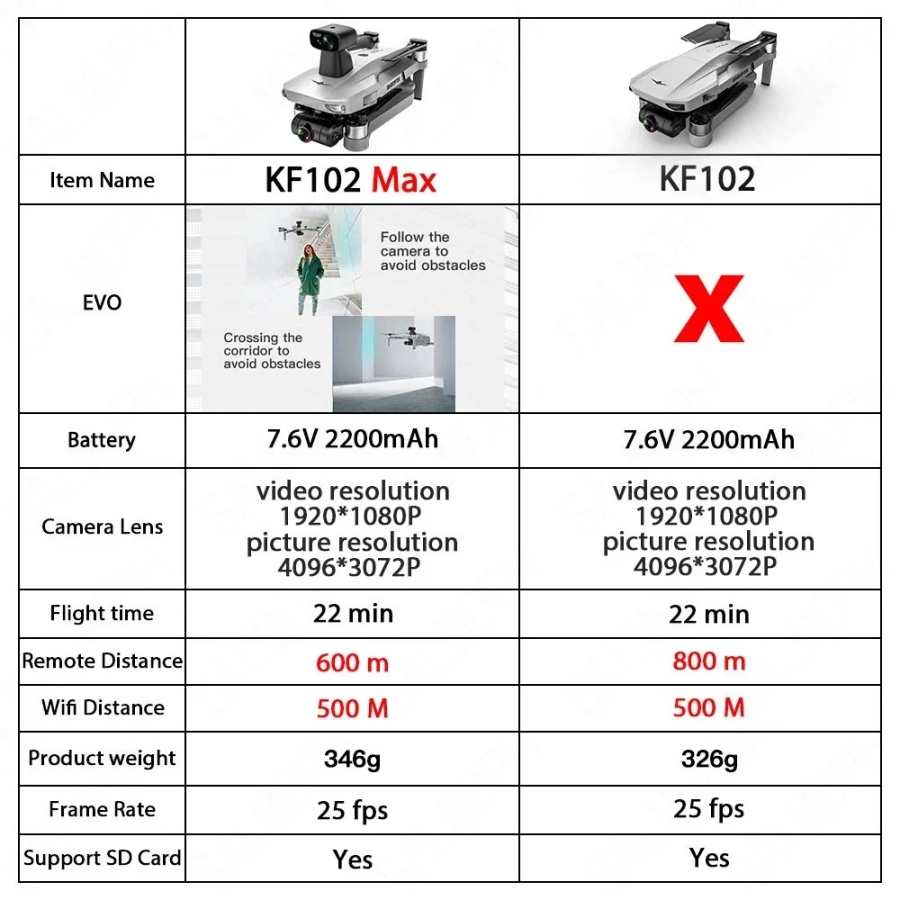 Item Name
KF102 Max
KF102
EVO
Follow the
camera to
avoid obstacles
Crossing the
corridor to
avoid obstacles
X
Battery
7.6V 2200mAh
7.6V 2200mAh
Camera Lens
video resolution
1920*1080P
picture resolution
4096*3072P
video resolution
1920*1080P
picture resolution
4096*3072P
Flight time
22 min
22 min
Remote Distance
600 m
800 m
Wifi Distance
500 M
500 M
Product weight
346g
326g
Frame Rate
25 fps
25 fps
Support SD Card
Yes
Yes